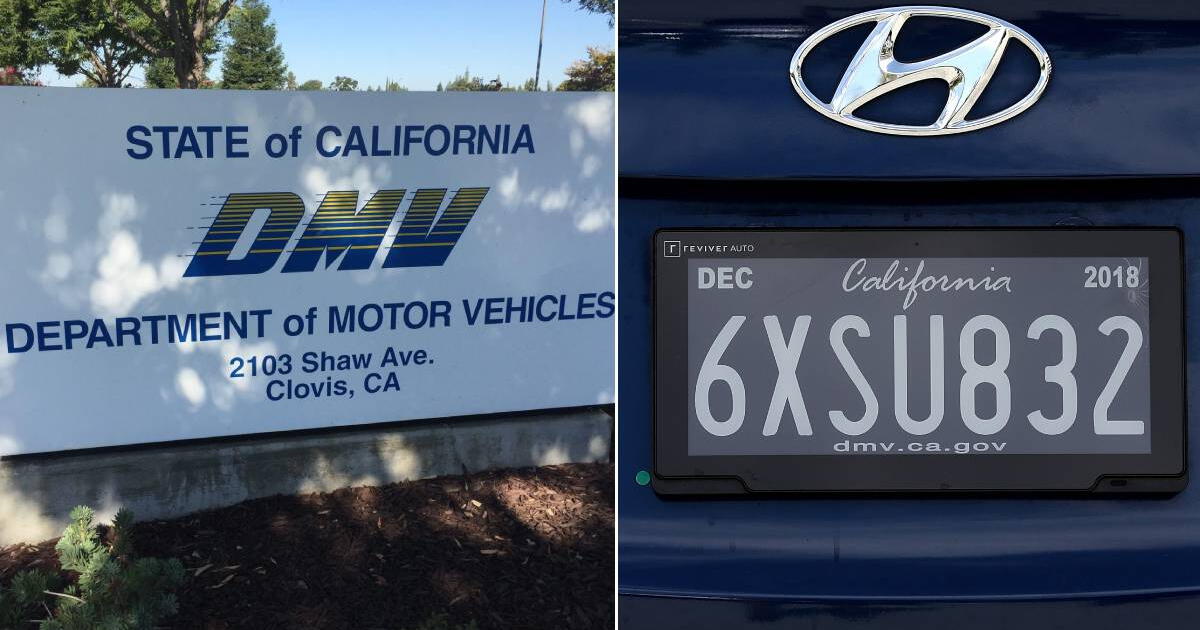 STATE of CALIFORNIA
DMV
DEPARTMENT of MOTOR VEHICLES
2103 Shaw Ave.
Clovis, CA
r reviver AUTO
DEC California 2018
6XSU832
dmv.ca.gov